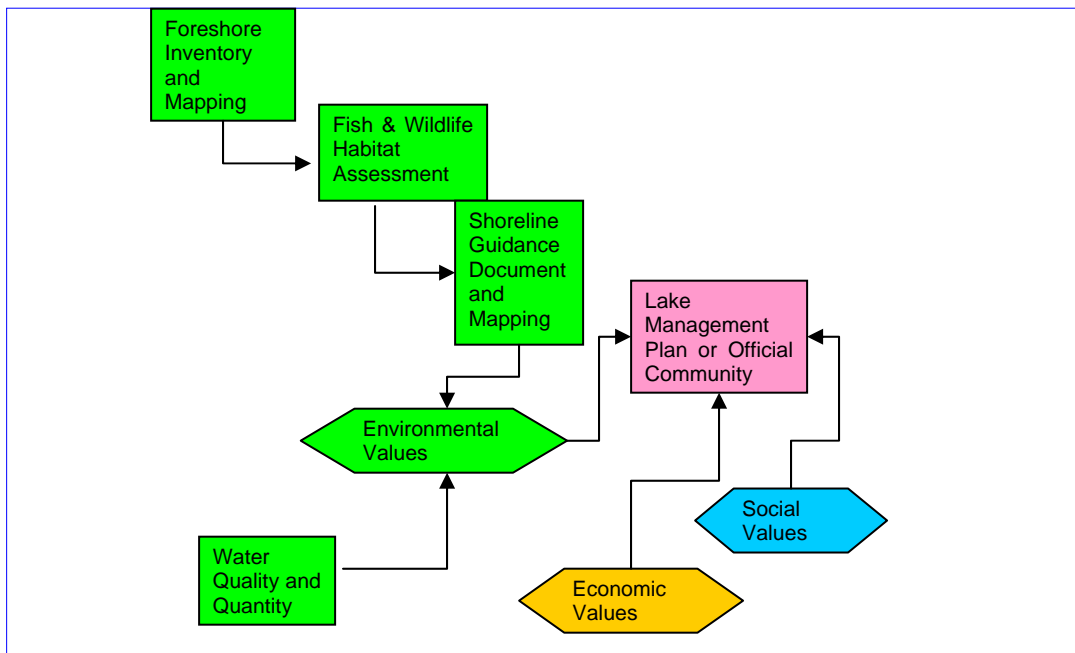 Foreshore
Inventory
and
Mapping
Fish & Wildlife
Habitat
Assessment
Shoreline
Guidance
Document
and
Mapping
Lake
Management
Plan or Official
Community
Environmental
Values
Social
Values
Water
Quality and
Quantity
Economic
Values